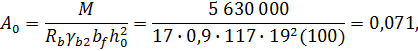 A₀ = M / (R_b γ_b2 b_f h₀²) = 5 630 000 / (17 · 0,9 · 117 · 19²(100)) = 0,071,